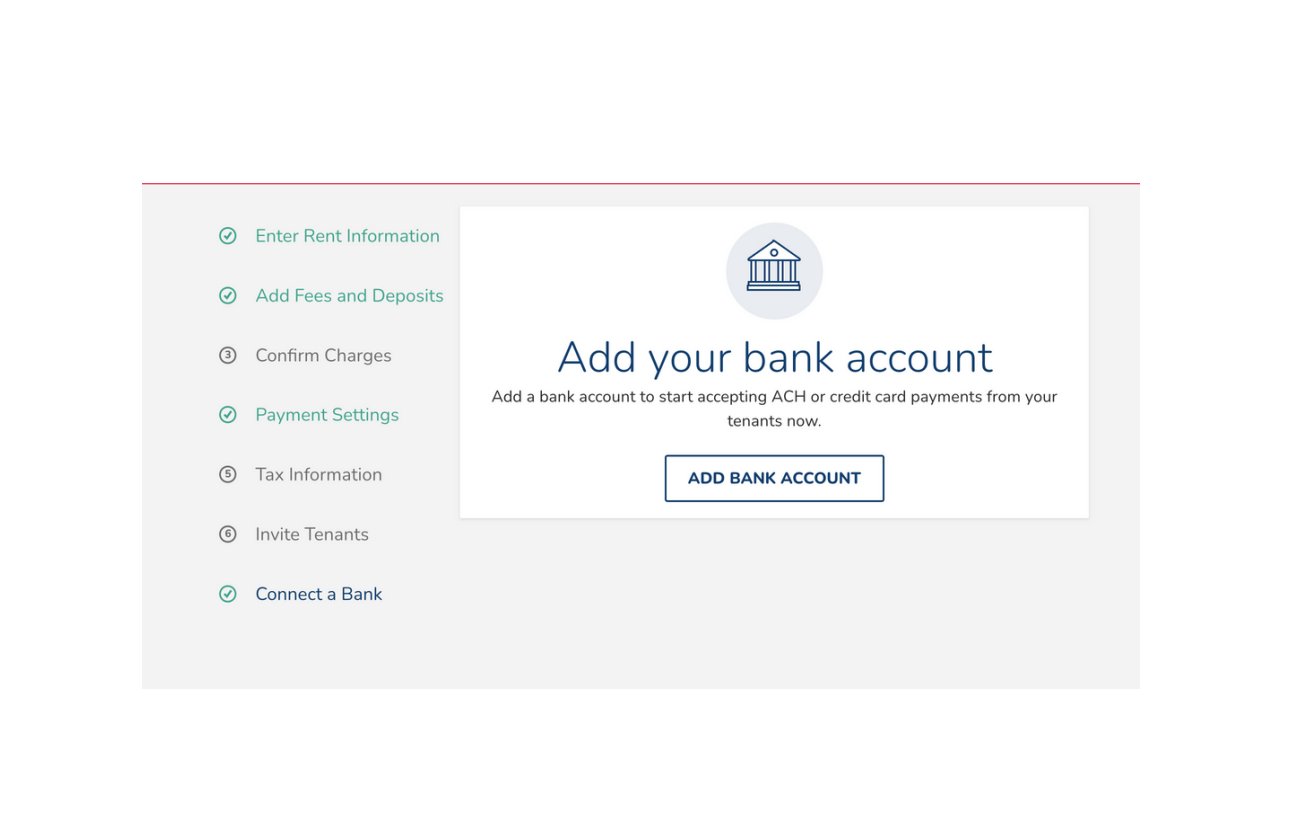 Enter Rent Information
Add Fees and Deposits
3 Confirm Charges
Payment Settings
5 Tax Information
6 Invite Tenants
Connect a Bank
Add your bank account
Add a bank account to start accepting ACH or credit card payments from your
tenants now.
ADD BANK ACCOUNT